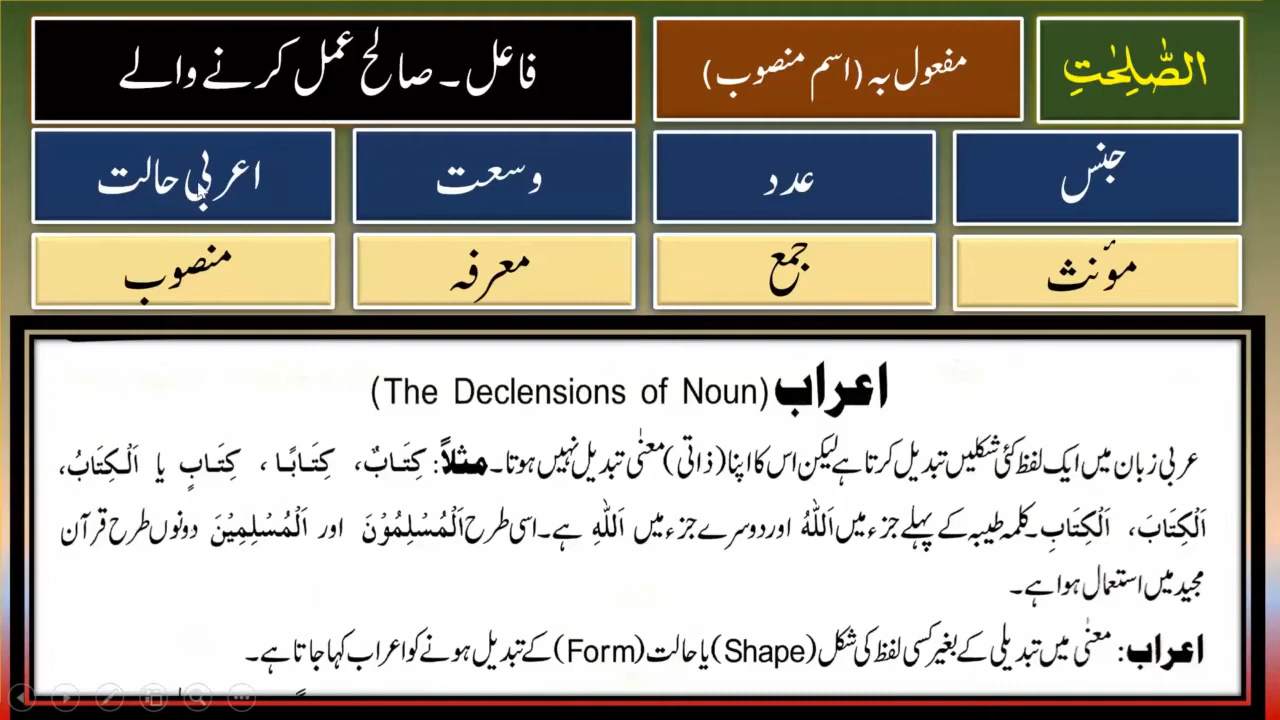 الصّٰلِحٰتِ
مفعول بہ (اسم منصوب)
فاعل۔ صالح عمل کرنے والے
جنس
عدد
وسعت
اعربی حالت
مؤنث
جمع
معرفہ
منصوب
اعراب (The Declensions of Noun)
عربی زبان میں ایک لفظ کئی شکلیں تبدیل کرتا ہے لیکن اس کا اپنا (ذاتی) معنٰی تبدیل نہیں ہوتا۔ مثلاً: کِتَابٌ، کِتَابًا، کِتَابٍ یا اَلْکِتَابُ،
اَلْکِتَابَ، اَلْکِتَابِ۔ کلمہ طیبہ کے پہلے جزء میں اَللّٰہُ اور دوسرے جزء میں اَللّٰہِ ہے۔ اسی طرح اَلْمُسْلِمُوْنَ اور اَلْمُسْلِمِیْنَ دونوں طرح قرآن
مجید میں استعمال ہوا ہے۔
اعراب: معنٰی میں تبدیلی کے بغیر کسی لفظ کی شکل (Shape) یا حالت (Form) کے تبدیل ہونے کو اعراب کہا جاتا ہے۔